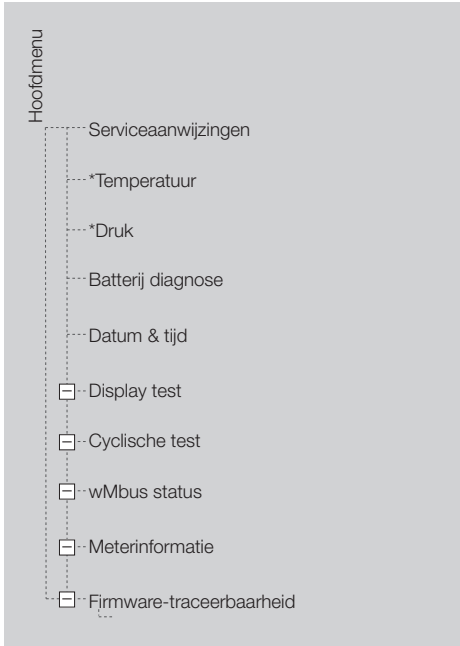 Hoofdmenu
Serviceaanwijzingen
*Temperatuur
*Druk
Batterij diagnose
Datum & tijd
Display test
Cyclische test
wMbus status
Meterinformatie
Firmware-traceerbaarheid